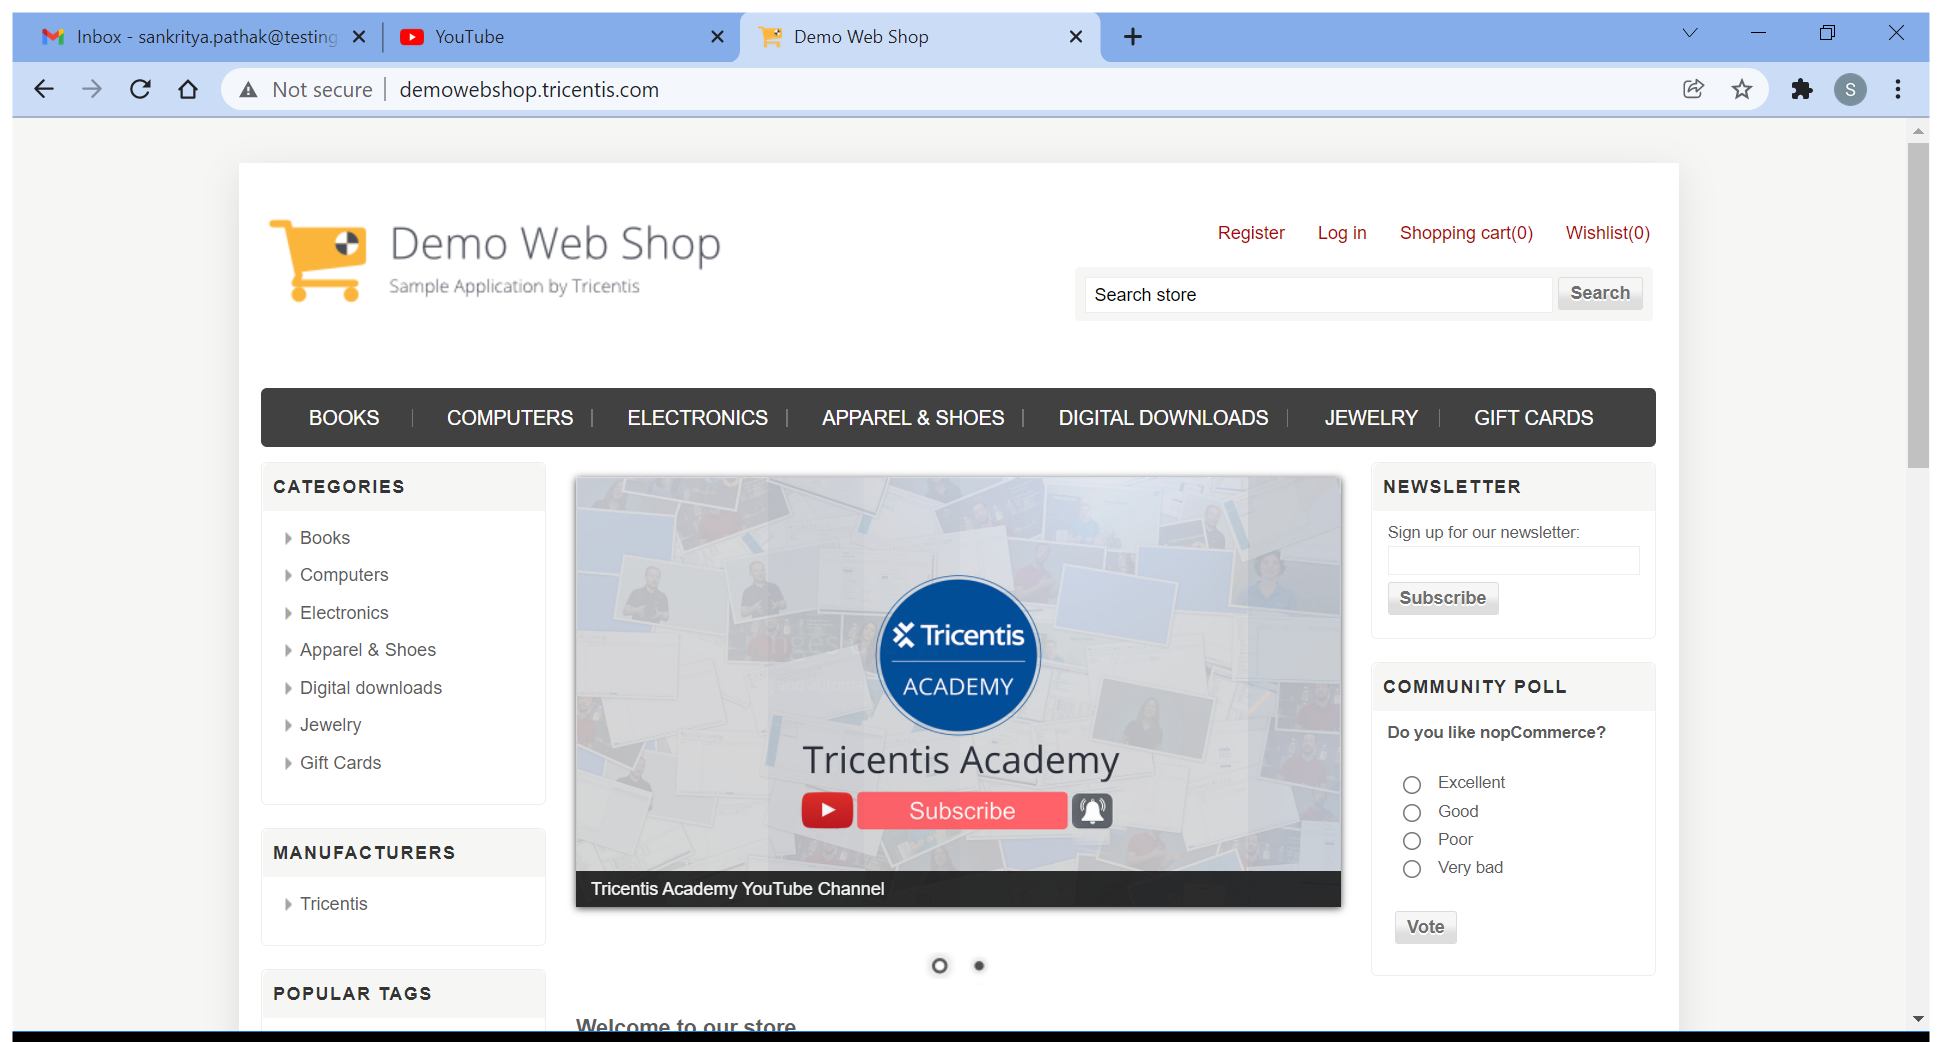 Inbox - sankritya.pathak@testing
YouTube
Demo Web Shop
Not secure
demowebshop.tricentis.com
S
Demo Web Shop
Sample Application by Tricentis
Register Log in Shopping cart(0) Wishlist(0)
Search store
Search
BOOKS COMPUTERS ELECTRONICS APPAREL & SHOES DIGITAL DOWNLOADS JEWELRY GIFT CARDS
CATEGORIES
Books
Computers
Electronics
Apparel & Shoes
Digital downloads
Jewelry
Gift Cards
MANUFACTURERS
Tricentis
POPULAR TAGS
Tricentis
ACADEMY
Tricentis Academy
Subscribe
Tricentis Academy YouTube Channel
Welcome to our store
NEWSLETTER
Sign up for our newsletter:
Subscribe
COMMUNITY POLL
Do you like nopCommerce?
Excellent
Good
Poor
Very bad
Vote